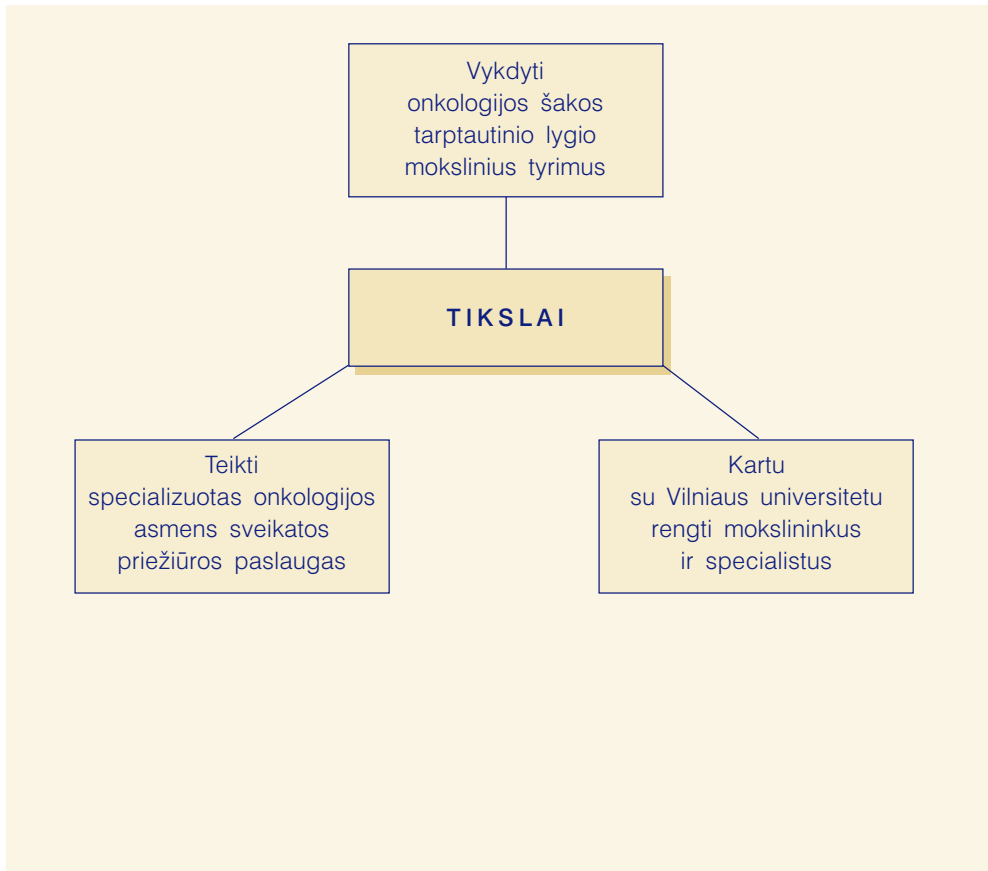 Vykdyti
onkologijos šakos
tarptautinio lygio
mokslinius tyrimus
TIKSLAI
Teikti
specializuotas onkologijos
asmens sveikatos
priežiūros paslaugas
Kartu
su Vilniaus universitetu
rengti mokslininkus
ir specialistus